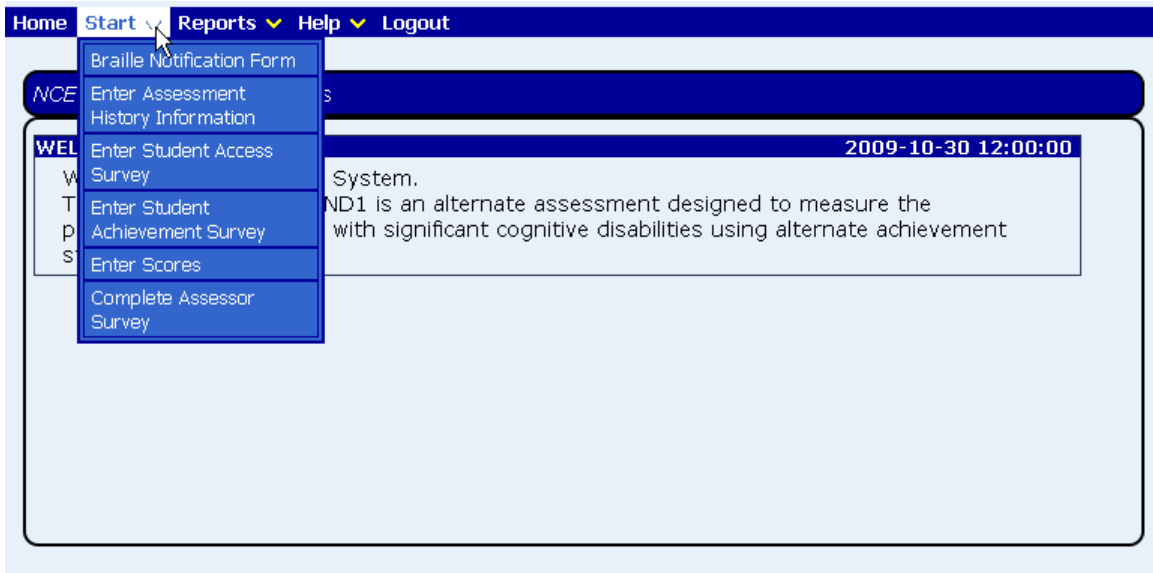 Home Start Reports Help Logout
Braille Notification Form
Enter Assessment
History Information
Enter Student Access
Survey
Enter Student
Achievement Survey
Enter Scores
Complete Assessor
Survey
NCE
WEL 2009-10-30 12:00:00
System.
ND1 is an alternate assessment designed to measure the
with significant cognitive disabilities using alternate achievement